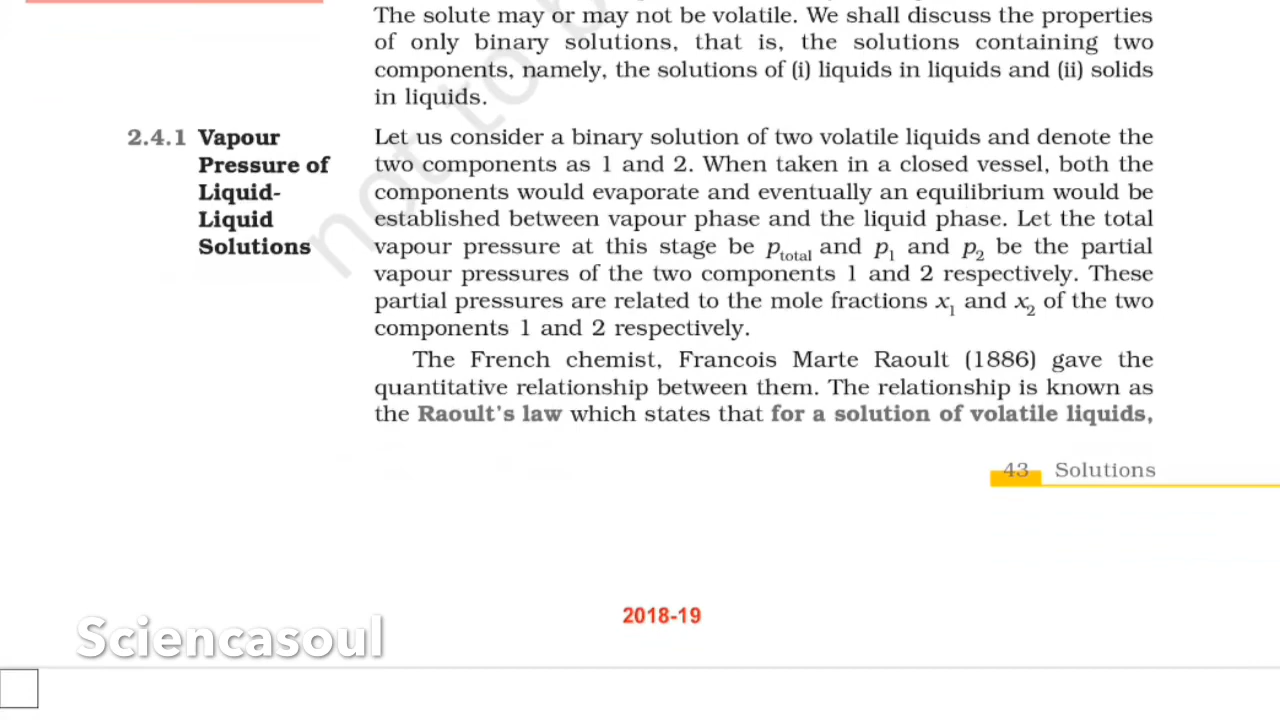 The solute may or may not be volatile. We shall discuss the properties
of only binary solutions, that is, the solutions containing two
components, namely, the solutions of (i) liquids in liquids and (ii) solids
in liquids.
2.4.1 Vapour
Pressure of
Liquid-
Liquid
Solutions
Let us consider a binary solution of two volatile liquids and denote the
two components as 1 and 2. When taken in a closed vessel, both the
components would evaporate and eventually an equilibrium would be
established between vapour phase and the liquid phase. Let the total
vapour pressure at this stage be p_total and p_1 and p_2 be the partial
vapour pressures of the two components 1 and 2 respectively. These
partial pressures are related to the mole fractions x_1 and x_2 of the two
components 1 and 2 respectively.
The French chemist, Francois Marte Raoult (1886) gave the
quantitative relationship between them. The relationship is known as
the Raoult's law which states that for a solution of volatile liquids,
43 Solutions
2018-19
Sciencasoul
not to b